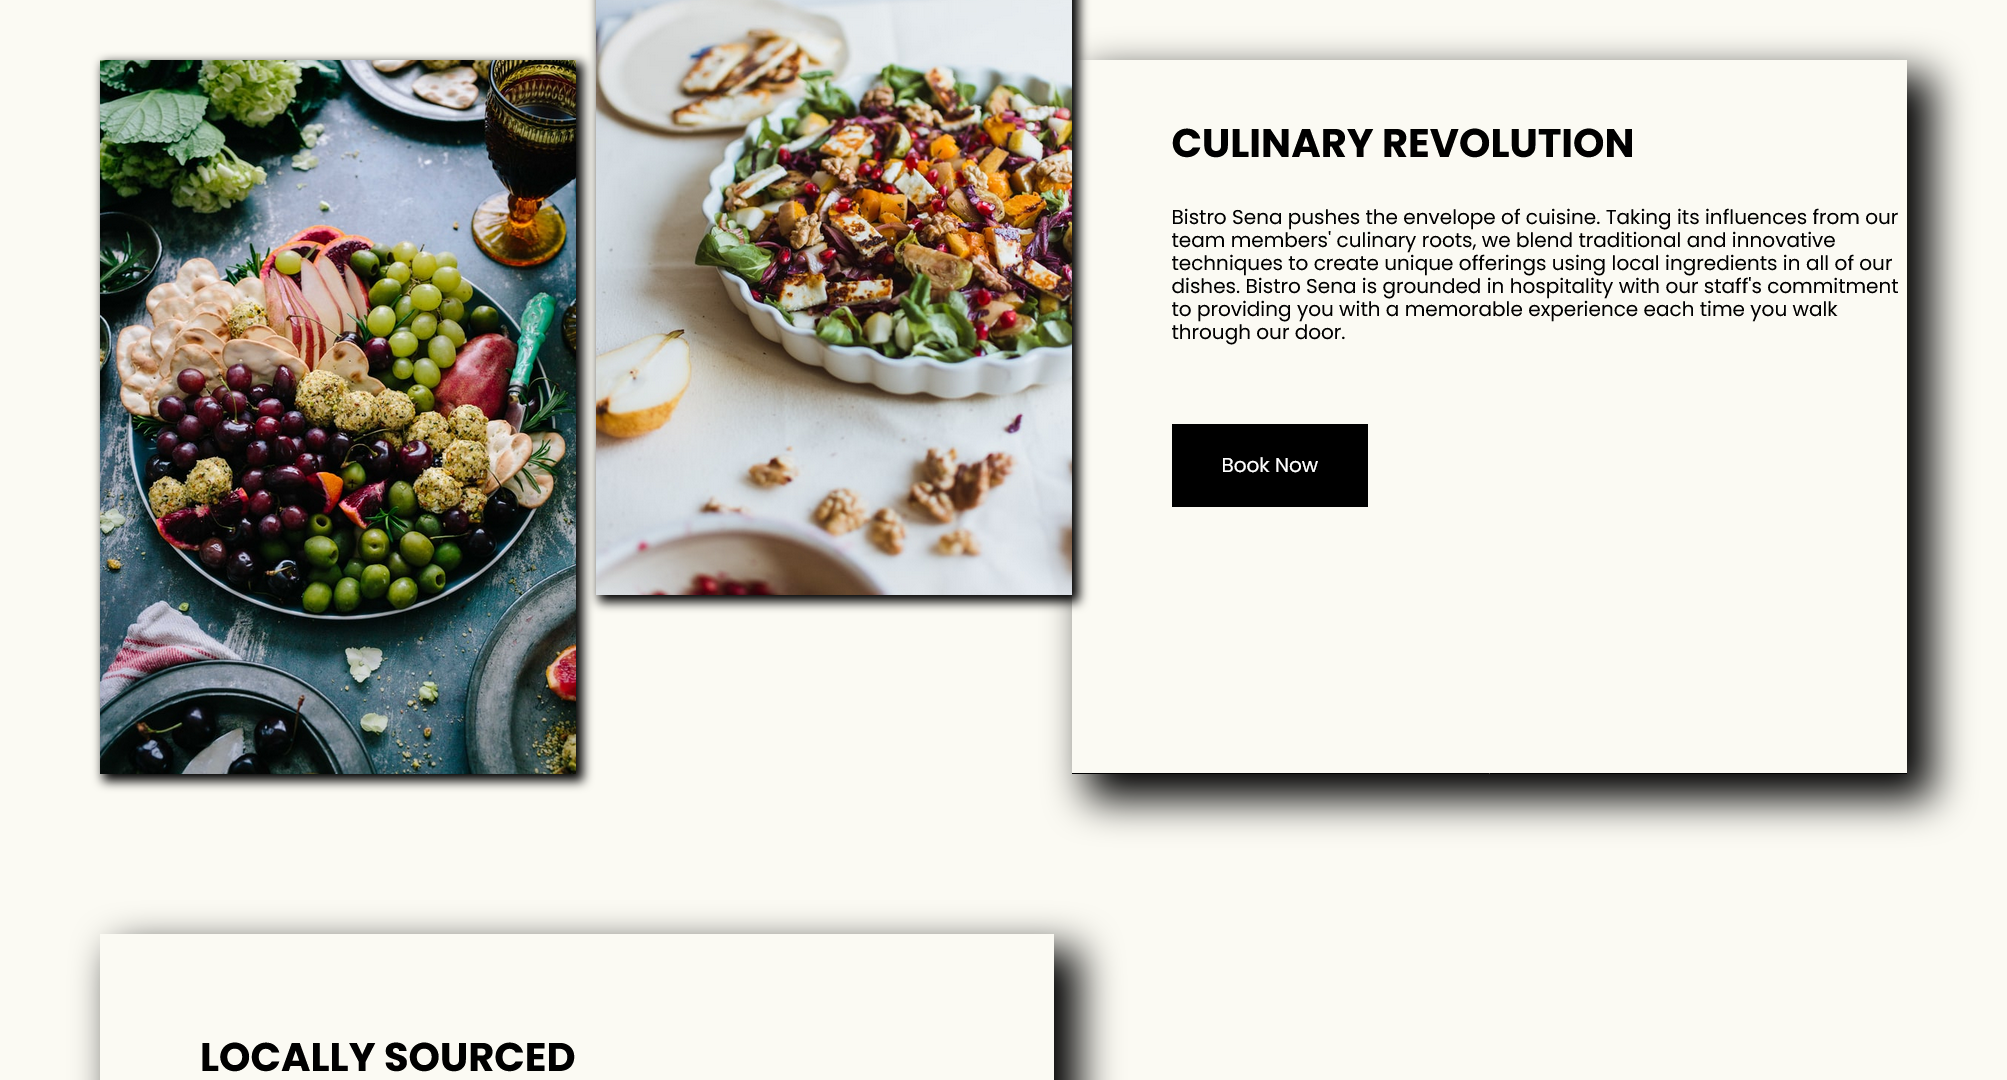 CULINARY REVOLUTION
Bistro Sena pushes the envelope of cuisine. Taking its influences from our
team members' culinary roots, we blend traditional and innovative
techniques to create unique offerings using local ingredients in all of our
dishes. Bistro Sena is grounded in hospitality with our staff's commitment
to providing you with a memorable experience each time you walk
through our door.
Book Now
LOCALLY SOURCED